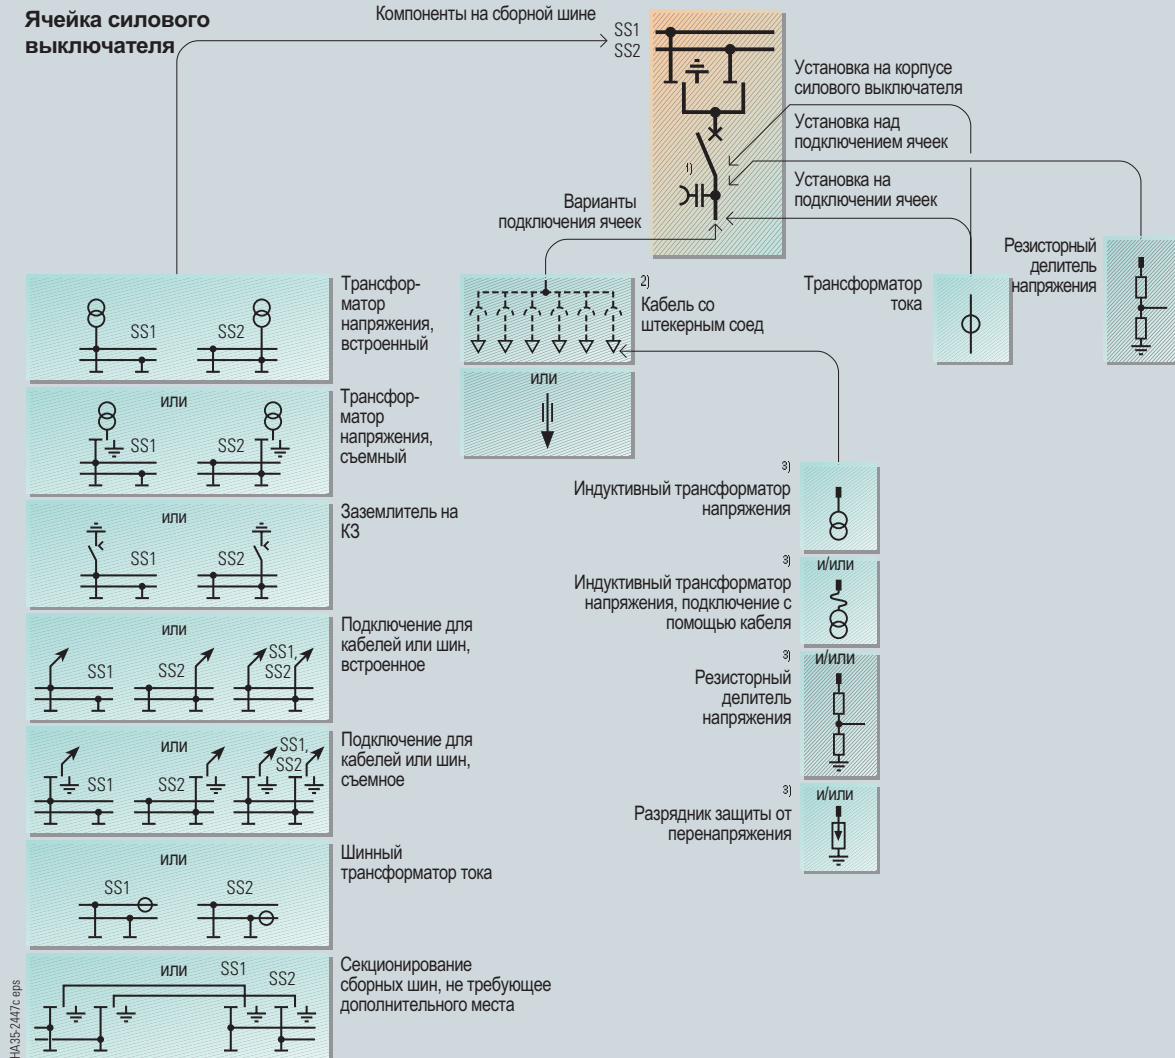 Ячейка силового
выключателя
Компоненты на сборной шине
SS1
SS2
Установка на корпусе
силового выключателя
Установка над
подключением ячеек
Установка на
подключении ячеек
1)
Варианты
подключения ячеек
Трансфор-
матор
напряжения,
встроенный
SS1
SS2
2)
Кабель со
штекерным соед
или
Трансформатор
тока
Резисторный
делитель
напряжения
или
SS1
SS2
Трансфор-
матор
напряжения,
съемный
или
SS1
SS2
Заземлитель на
КЗ
или
SS1
SS2
SS1,
SS2
Подключение для
кабелей или шин,
встроенное
или
SS1
SS2
SS1,
SS2
Подключение для
кабелей или шин,
съемное
или
SS1
SS2
Шинный
трансформатор тока
или
SS1
SS2
Секционирование
сборных шин, не требующее
дополнительного места
3)
Индуктивный трансформатор
напряжения
3)
и/или
Индуктивный трансформатор
напряжения, подключение с
помощью кабеля
3)
и/или
Резисторный
делитель
напряжения
3)
и/или
Разрядник защиты от
перенапряжения
HA35-2447c eps